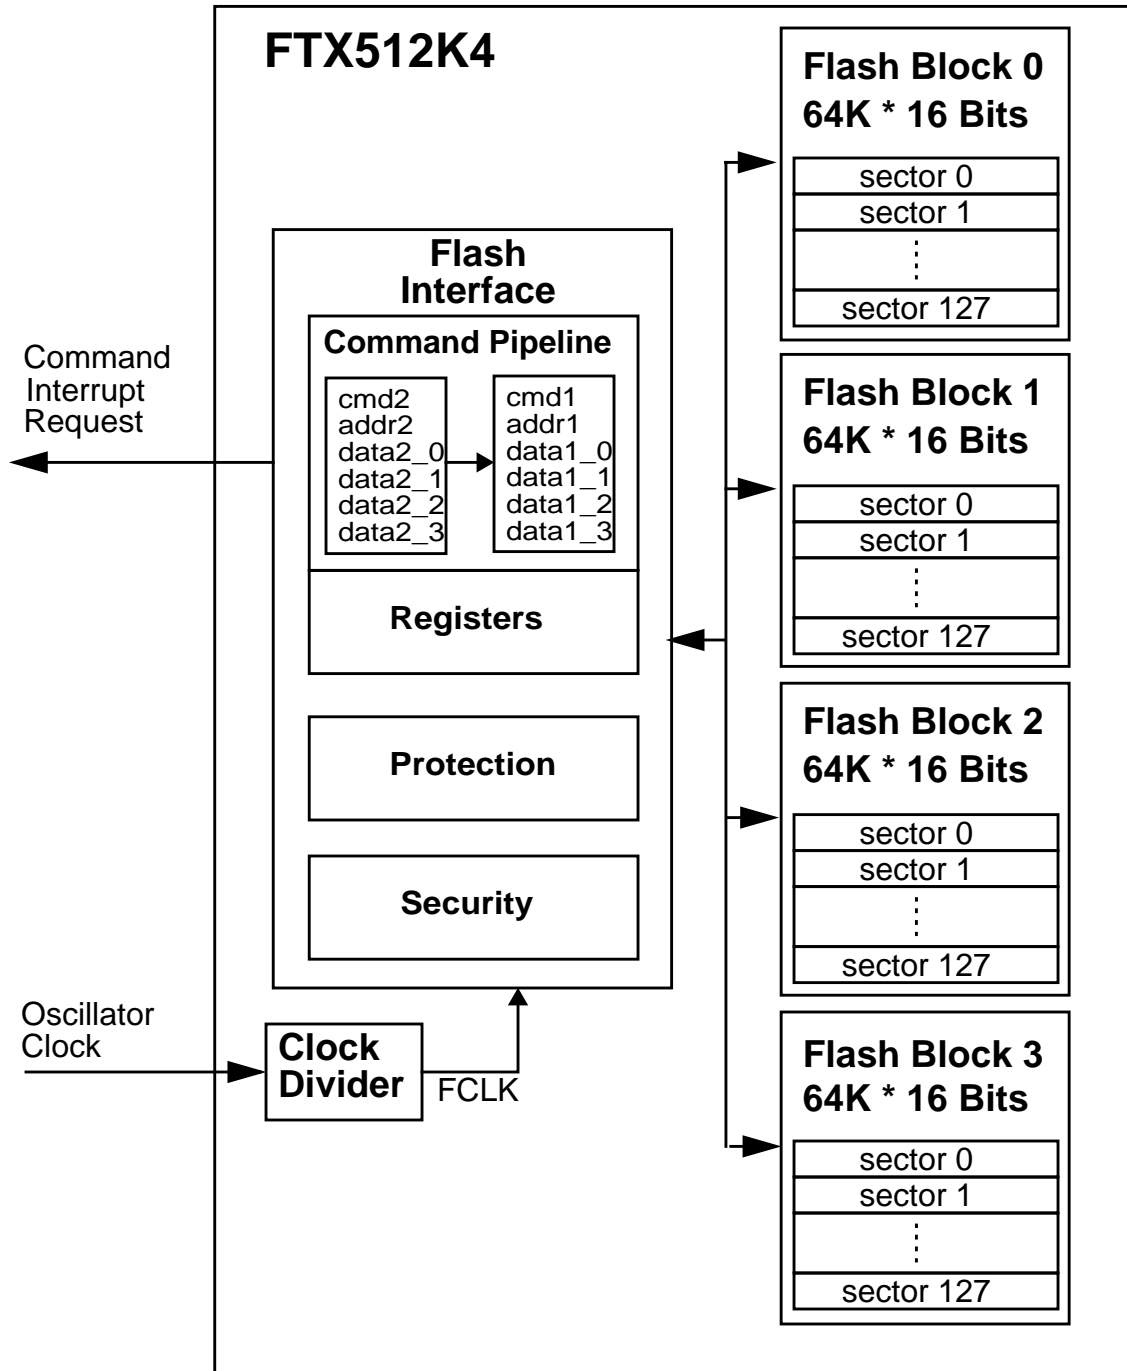 FTX512K4
Flash Block 0
64K * 16 Bits
sector 0
sector 1
sector 127
Flash
Interface
Command Pipeline
cmd2
addr2
data2_0
data2_1
data2_2
data2_3
cmd1
addr1
data1_0
data1_1
data1_2
data1_3
Command
Interrupt
Request
Flash Block 1
64K * 16 Bits
sector 0
sector 1
sector 127
Registers
Protection
Security
Flash Block 2
64K * 16 Bits
sector 0
sector 1
sector 127
Oscillator
Clock
Clock
Divider
FCLK
Flash Block 3
64K * 16 Bits
sector 0
sector 1
sector 127